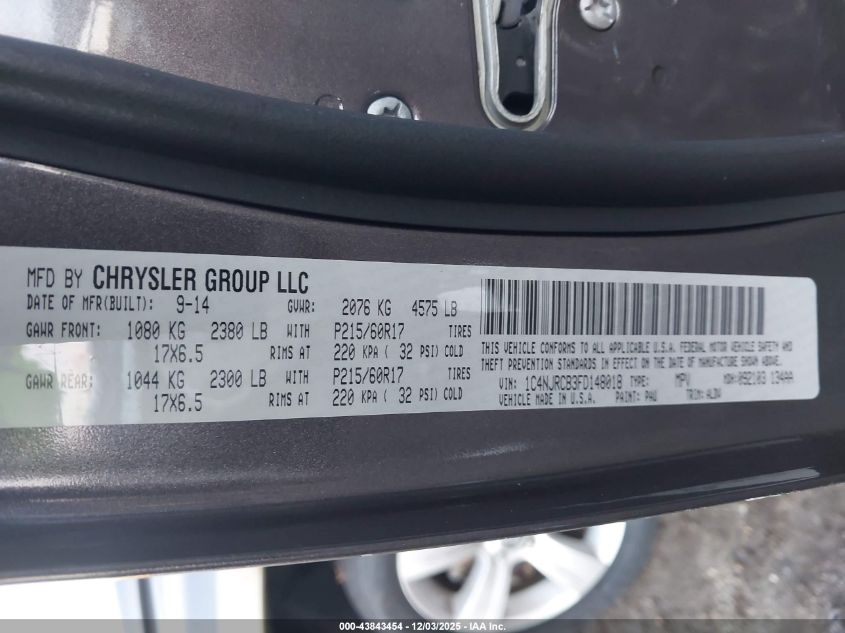 MFD BY CHRYSLER GROUP LLC
DATE OF MFR(BUILT): 9-14 GVWR: 2076 KG 4575 LB
GAWR FRONT: 1080 KG 2380 LB WITH P215/60R17 TIRES
17X6.5 RIMS AT 220 KPA ( 32 PSI) COLD
GAWR REAR: 1044 KG 2300 LB WITH P215/60R17 TIRES
17X6.5 RIMS AT 220 KPA ( 32 PSI) COLD
THIS VEHICLE CONFORMS TO ALL APPLICABLE U.S.A. FEDERAL MOTOR VEHICLE SAFETY AND
THEFT PREVENTION STANDARDS IN EFFECT ON THE DATE OF MANUFACTURE SHOWN ABOVE.
VIN: 1C4NJRCB3FD148018 TYPE: MPV MDH:092103 134AA
VEHICLE MADE IN U.S.A. PAINT: PAU TRIM:
000-43843454 - 12/03/2025 - IAA Inc.